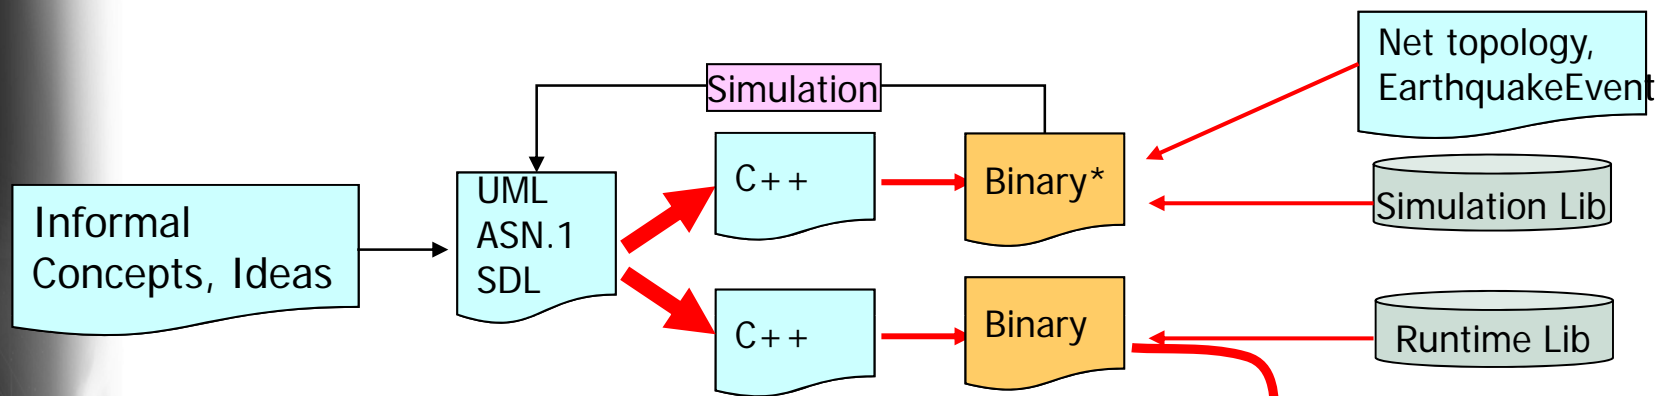 Net topology,
EarthquakeEvent
Simulation
Informal
Concepts, Ideas
UML
ASN.1
SDL
C++
Binary*
Simulation Lib
C++
Binary
Runtime Lib